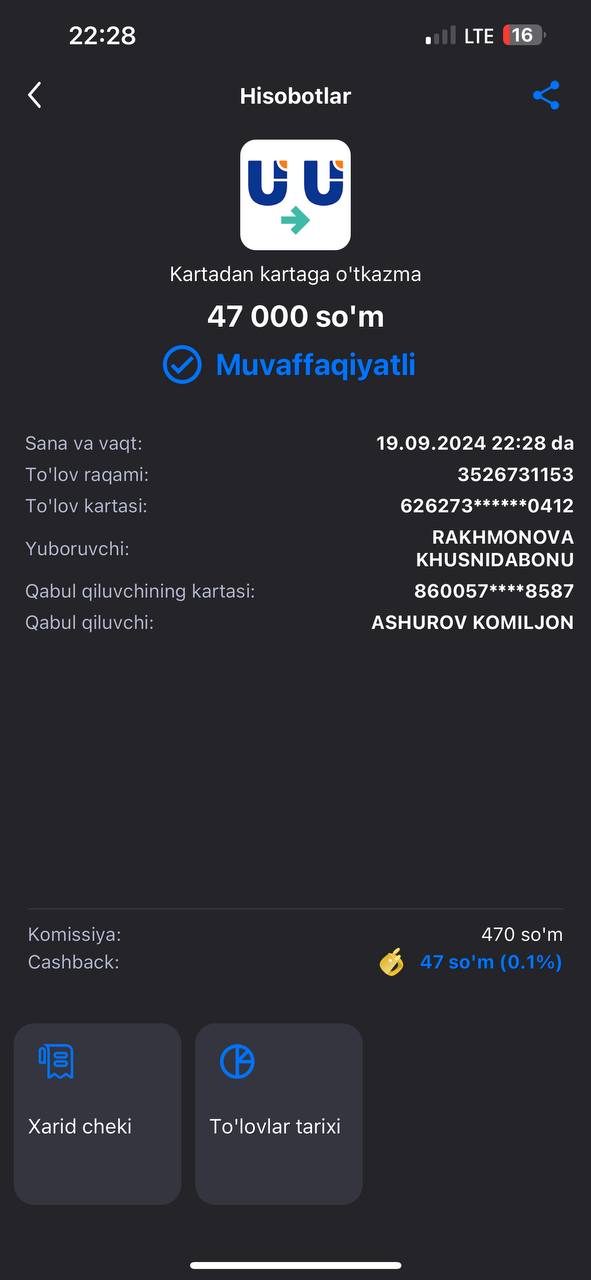 22:28
LTE 16
Hisobotlar
Kartadan kartaga o'tkazma
47 000 so'm
Muvaffaqiyatli
Sana va vaqt: 19.09.2024 22:28 da
To'lov raqami: 3526731153
To'lov kartasi: 626273******0412
Yuboruvchi: RAKHMONOVA
KHUSNIDABONU
Qabul qiluvchining kartasi: 860057****8587
Qabul qiluvchi: ASHUROV KOMILJON
Komissiya: 470 so'm
Cashback: 47 so'm (0.1%)
Xarid cheki
To'lovlar tarixi